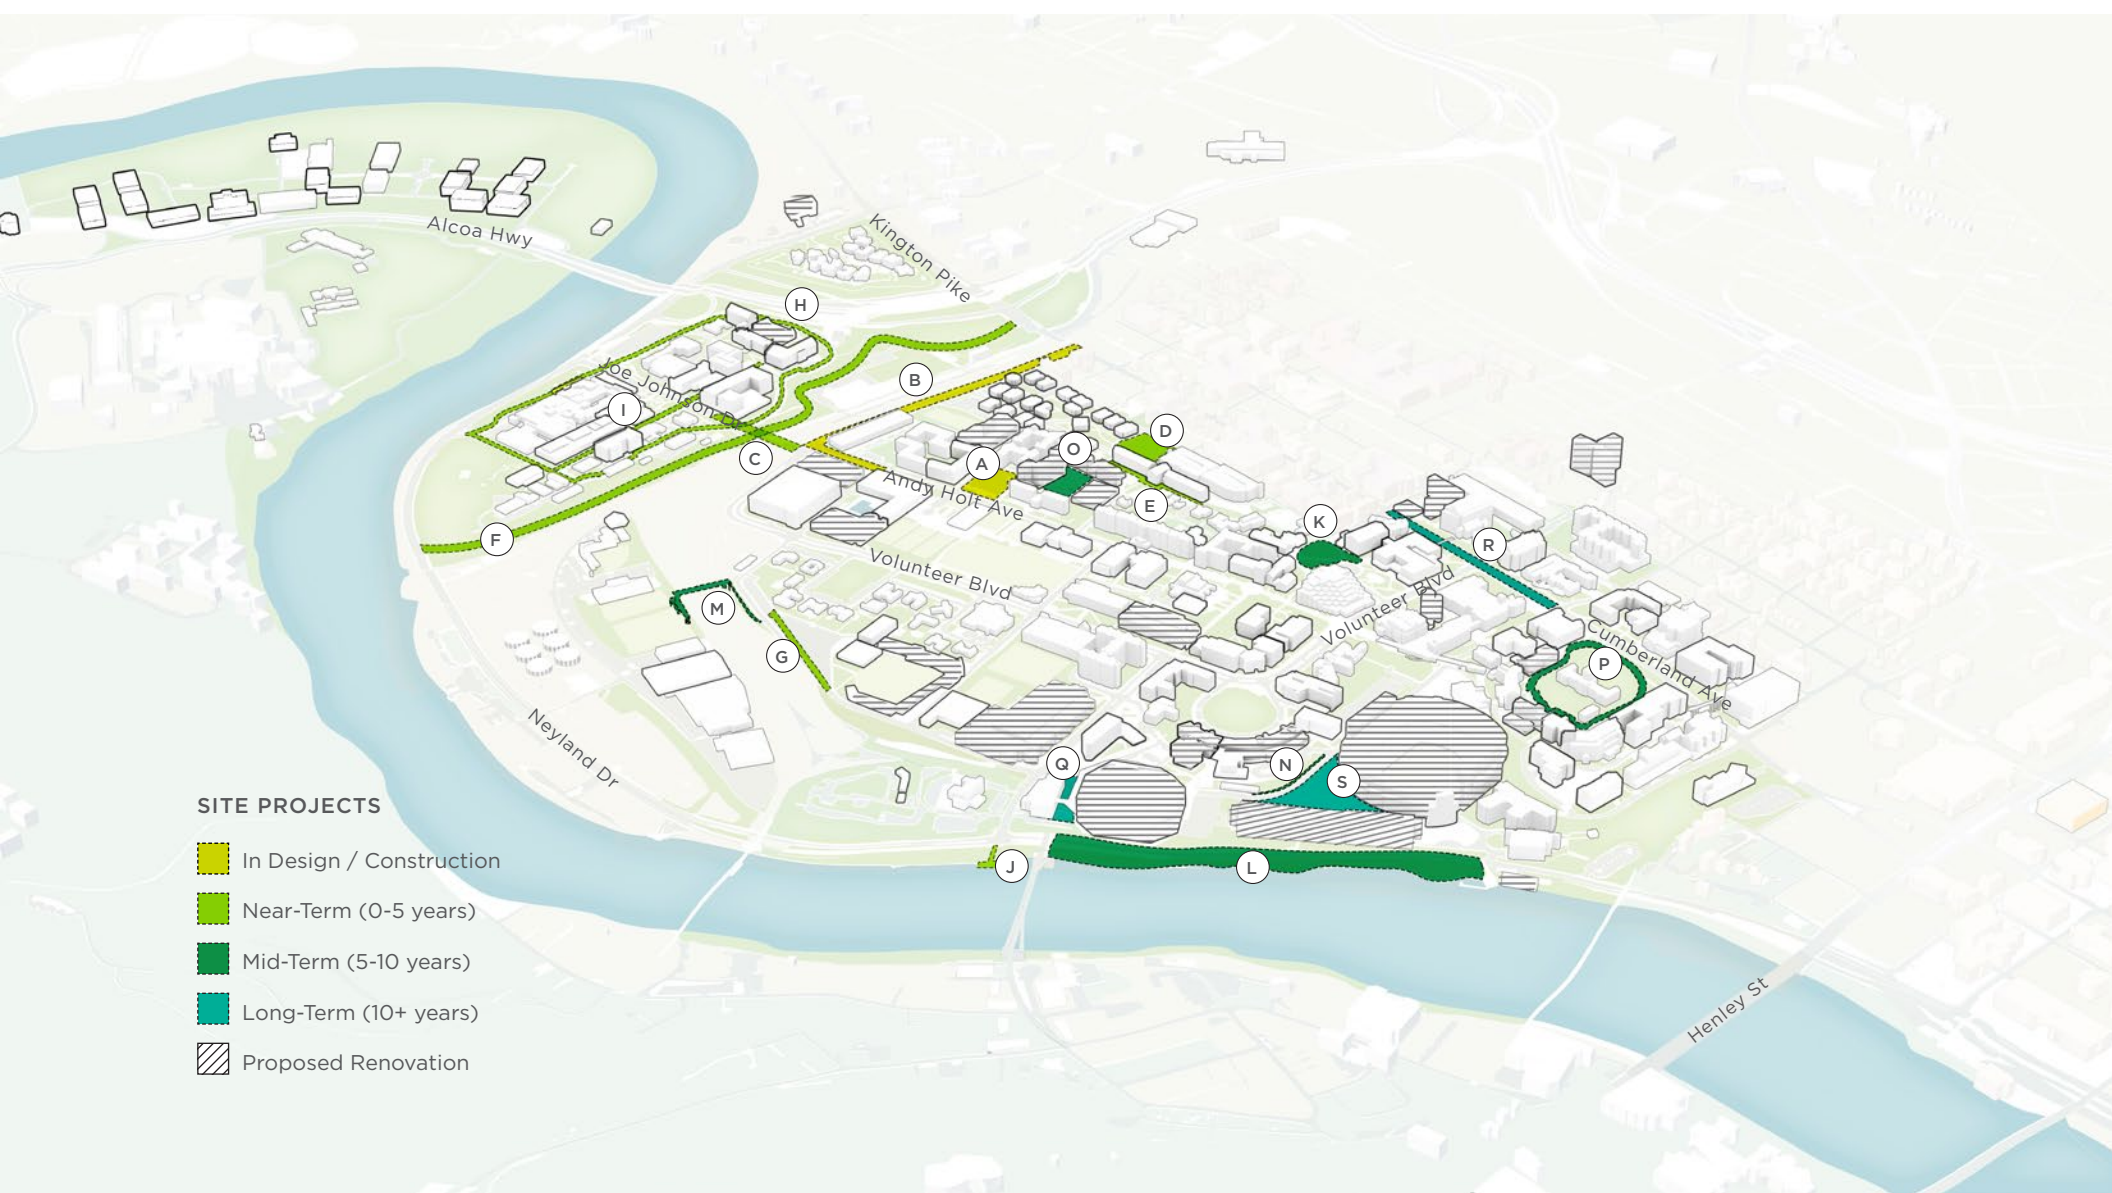 Alcoa Hwy
Kington Pike
H
Joe Johnson Dr
B
I
D
O
C
A
Andy Holt Ave
E
K
F
R
Volunteer Blvd
Volunteer Blvd
M
Cumberland Ave
G
P
Neyland Dr
Q
N
S
J
L
Henley St
SITE PROJECTS
In Design / Construction
Near-Term (0-5 years)
Mid-Term (5-10 years)
Long-Term (10+ years)
Proposed Renovation